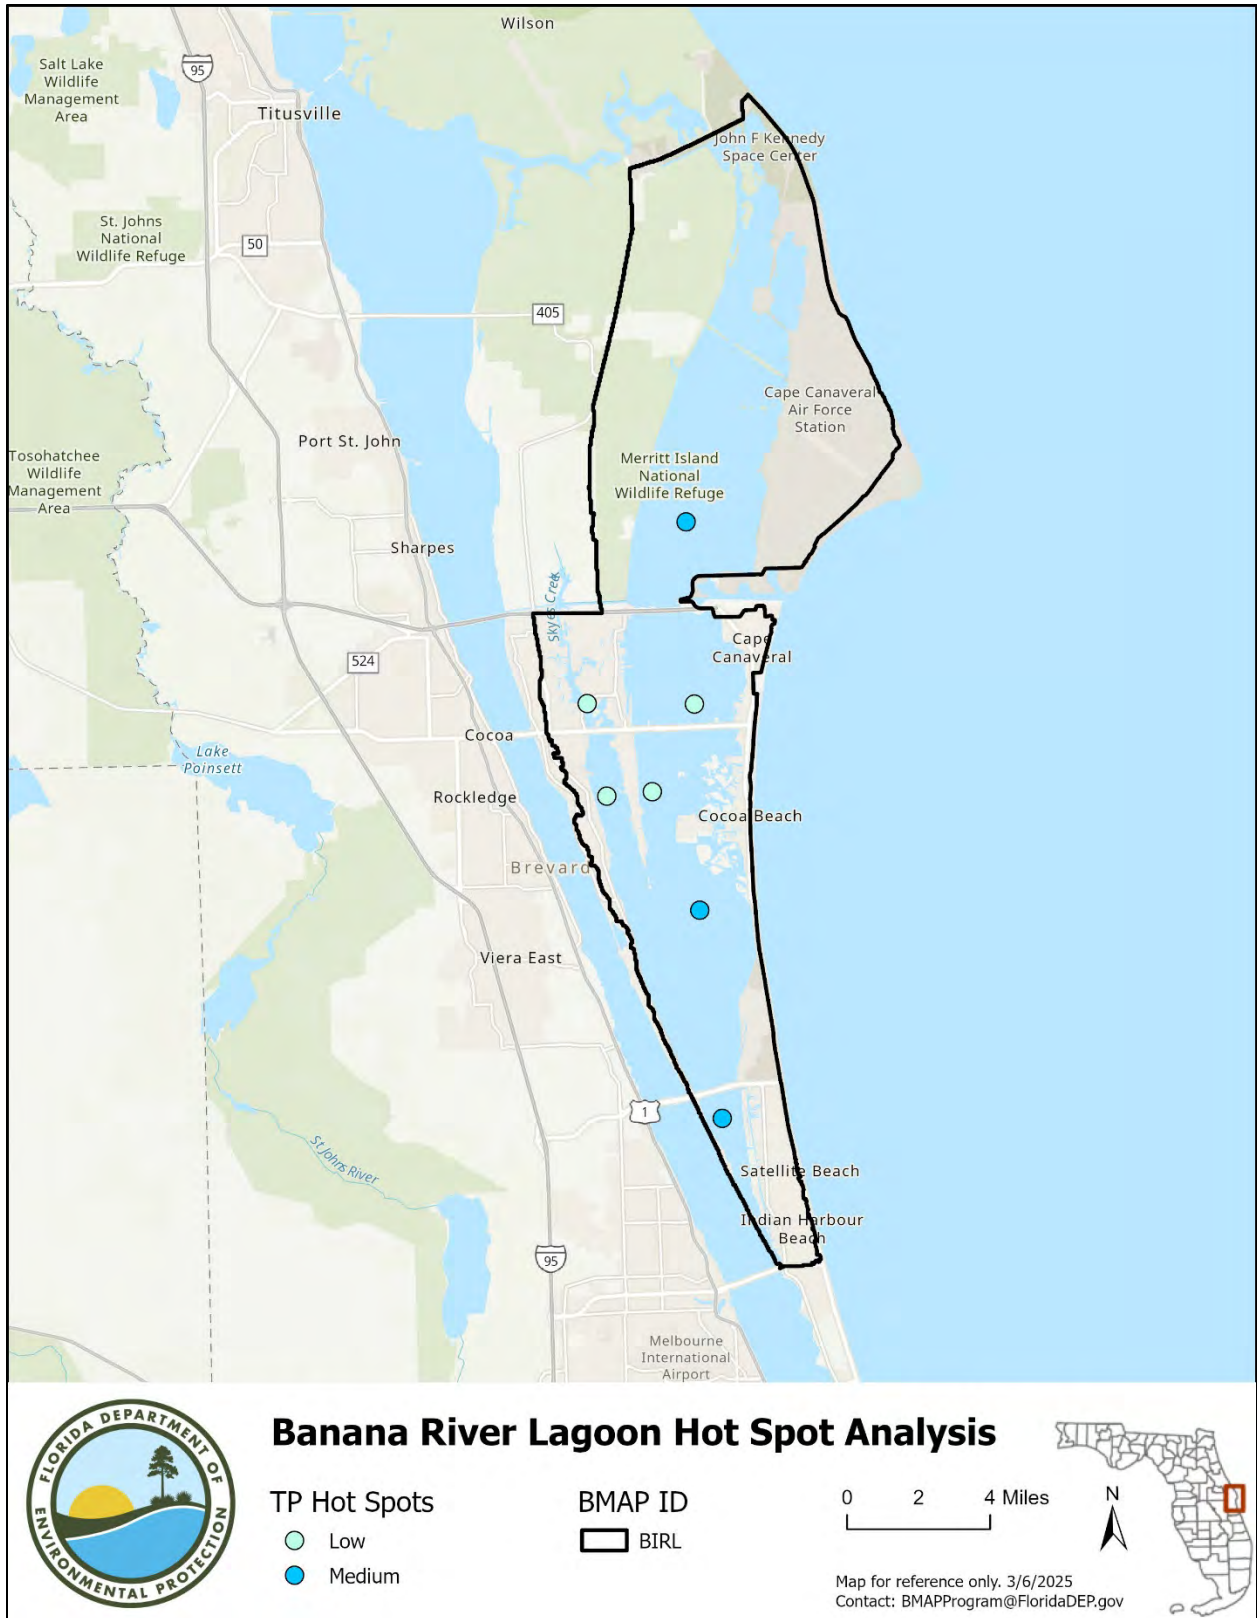 Wilson
Salt Lake
Wildlife
Management
Area
95
Titusville
John F Kennedy
Space Center
St. Johns
National
Wildlife Refuge
50
405
Cape Canaveral
Air Force
Station
Port St. John
Tosohatchee
Wildlife
Management
Area
Merritt Island
National
Wildlife Refuge
Sharpes
Skyes Creek
Cape
Canaveral
524
Cocoa
Lake
Poinsett
Rockledge
Cocoa Beach
Brevard
Viera East
1
St Johns River
Satellite Beach
Indian Harbour
Beach
95
Melbourne
International
Airport
FLORIDA DEPARTMENT OF
ENVIRONMENTAL PROTECTION
Banana River Lagoon Hot Spot Analysis
TP Hot Spots
Low
Medium
BMAP ID
BIRL
0 2 4 Miles
N
Map for reference only. 3/6/2025
Contact: BMAPProgram@FloridaDEP.gov